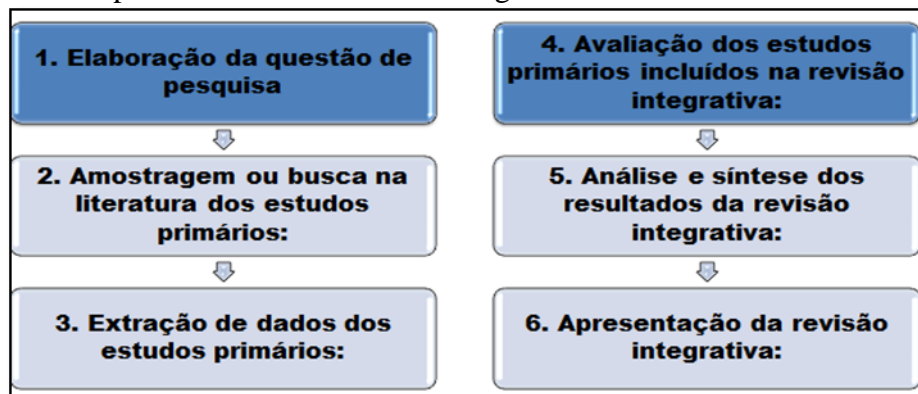 1. Elaboração da questão de
pesquisa
2. Amostragem ou busca na
literatura dos estudos
primários:
3. Extração de dados dos
estudos primários:
4. Avaliação dos estudos
primários incluídos na revisão
integrativa:
5. Análise e síntese dos
resultados da revisão
integrativa:
6. Apresentação da revisão
integrativa: